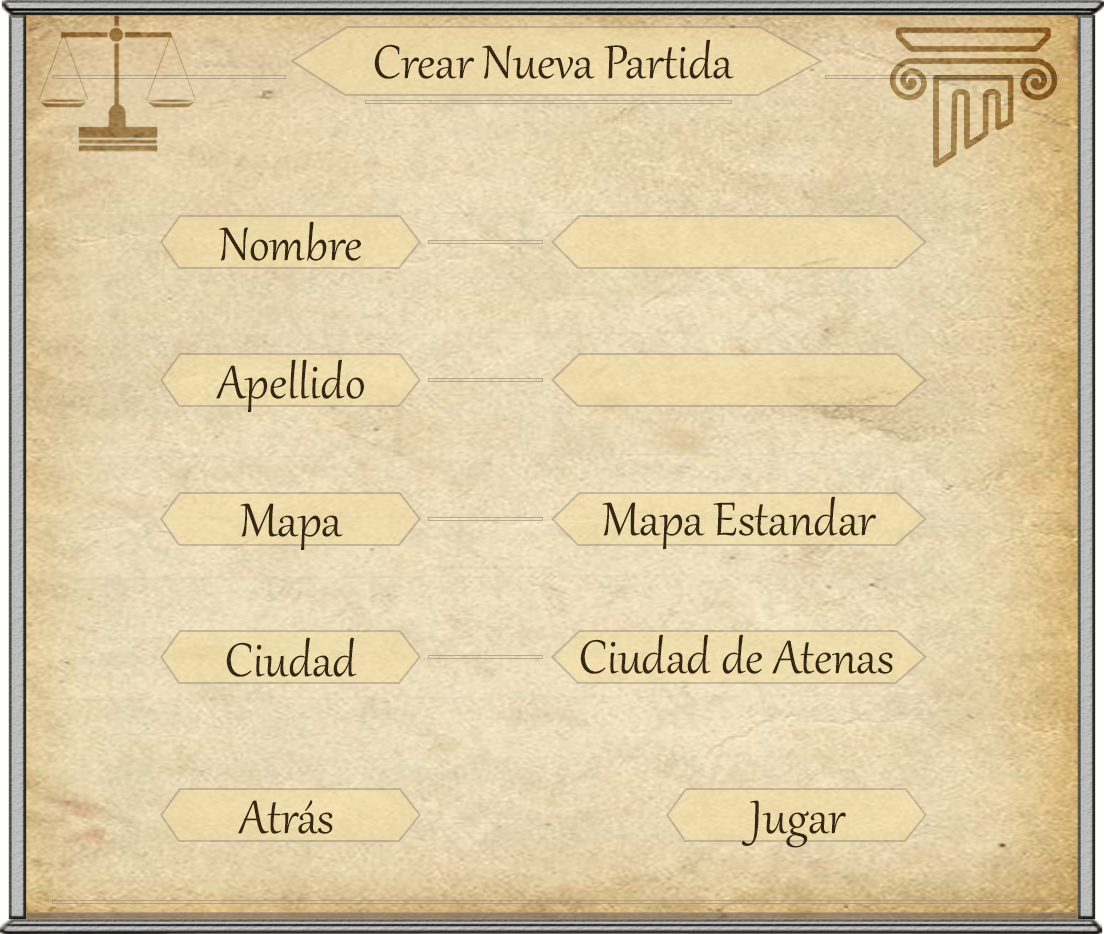 Crear Nueva Partida
Nombre
Apellido
Mapa
Mapa Estandar
Ciudad
Ciudad de Atenas
Atrás
Jugar